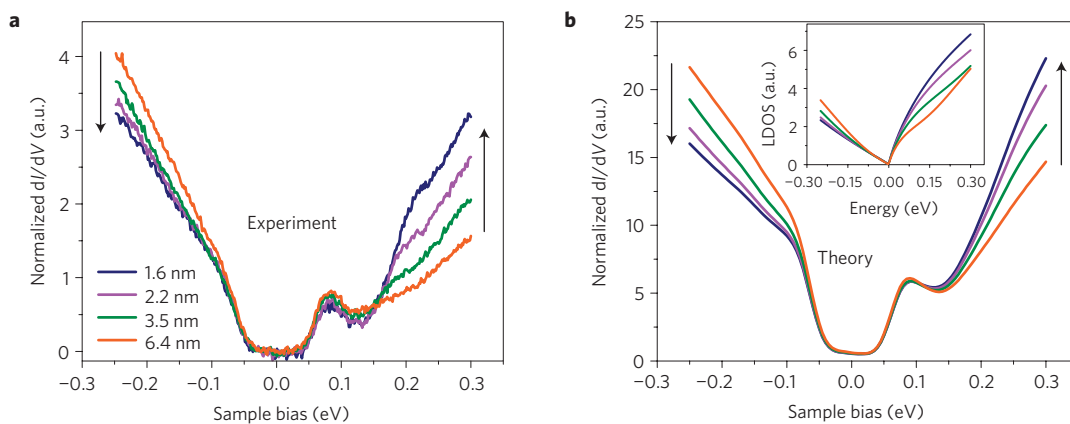 a
Normalized dI/dV (a.u.)
4
3
2
1
0
Experiment
1.6 nm
2.2 nm
3.5 nm
6.4 nm
−0.3 −0.2 −0.1 0.0 0.1 0.2 0.3
Sample bias (eV)
b
Normalized dI/dV (a.u.)
25
20
15
10
5
0
LDOS (a.u.)
6
4
2
0
−0.30 −0.15 0.00 0.15 0.30
Energy (eV)
Theory
−0.3 −0.2 −0.1 0.0 0.1 0.2 0.3
Sample bias (eV)